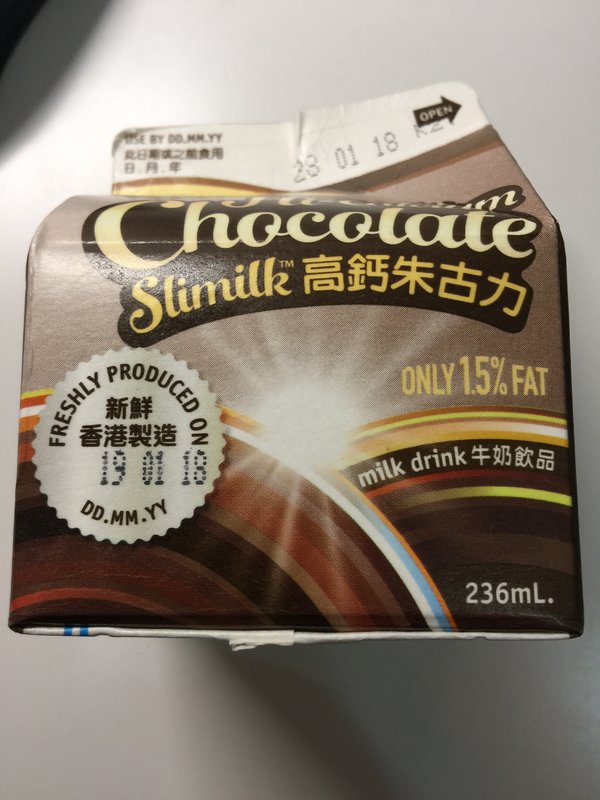 OPEN
USE BY DD.MM.YY
此日期或之前食用
日.月.年
28 01 18
Chocolate
Slimilk™ 高鈣朱古力
ONLY 1.5% FAT
FRESHLY PRODUCED ON
新鮮
香港製造
19 01 18
DD.MM.YY
milk drink 牛奶飲品
236mL.